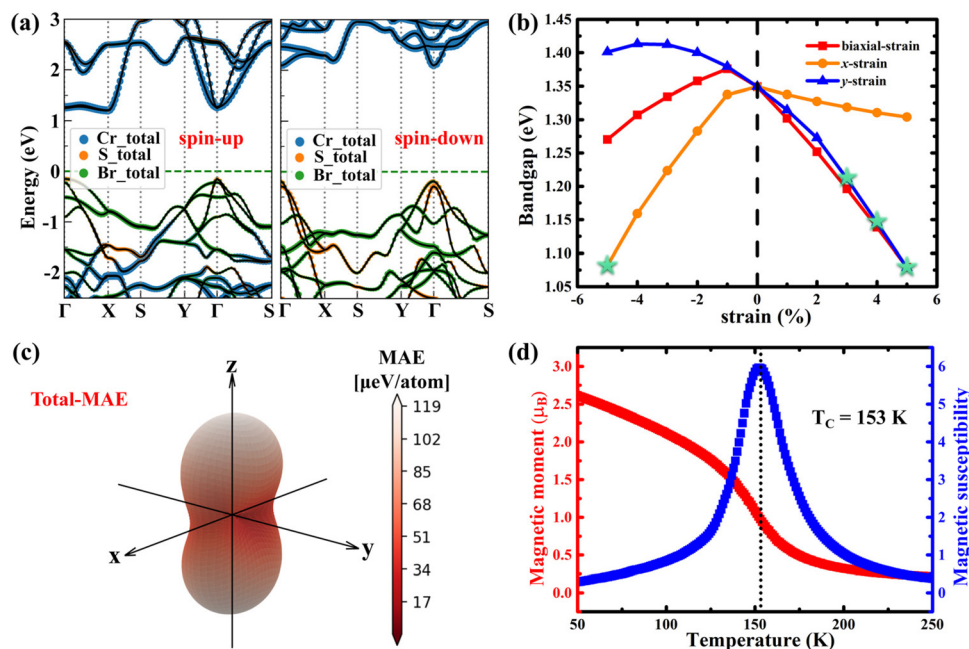 (a)
3
2
1
0
-1
-2
Energy (eV)
Cr_total
S_total
Br_total
spin-up
Γ X S Y Γ S
Cr_total
S_total
Br_total
spin-down
Γ X S Y Γ S
(b)
1.45
1.40
1.35
1.30
1.25
1.20
1.15
1.10
1.05
Bandgap (eV)
biaxial-strain
x-strain
y-strain
-6 -4 -2 0 2 4 6
strain (%)
(c)
Total-MAE
z
x
y
MAE
[µeV/atom]
119
102
85
68
51
34
17
(d)
3.0
2.5
2.0
1.5
1.0
0.5
0.0
Magnetic moment (μB)
TC = 153 K
6
5
4
3
2
1
0
Magnetic susceptibility
50 100 150 200 250
Temperature (K)